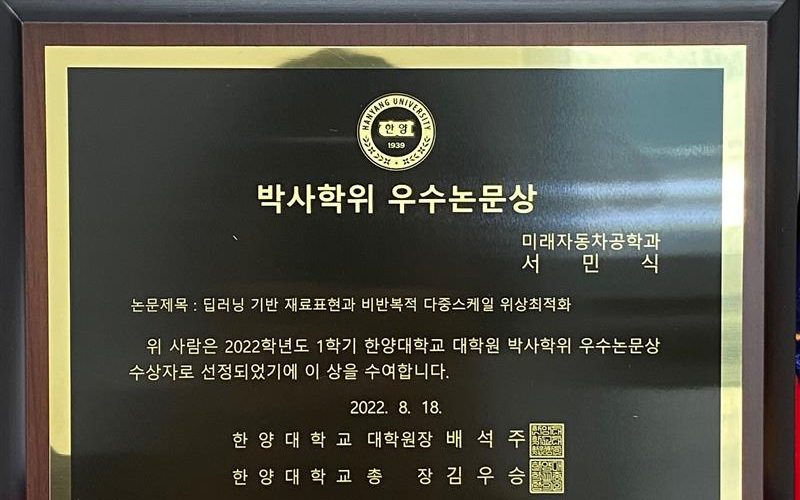 HANYANG UNIVERSITY
한양
1939
박사학위 우수논문상
미래자동차공학과
서 민 식
논문제목 : 딥러닝 기반 재료표현과 비반복적 다중스케일 위상최적화
위 사람은 2022학년도 1학기 한양대학교 대학원 박사학위 우수논문상
수상자로 선정되었기에 이 상을 수여합니다.
2022. 8. 18.
한 양 대 학 교 대학원장 배 석 주
한 양 대 학 교 총 장 김 우 승